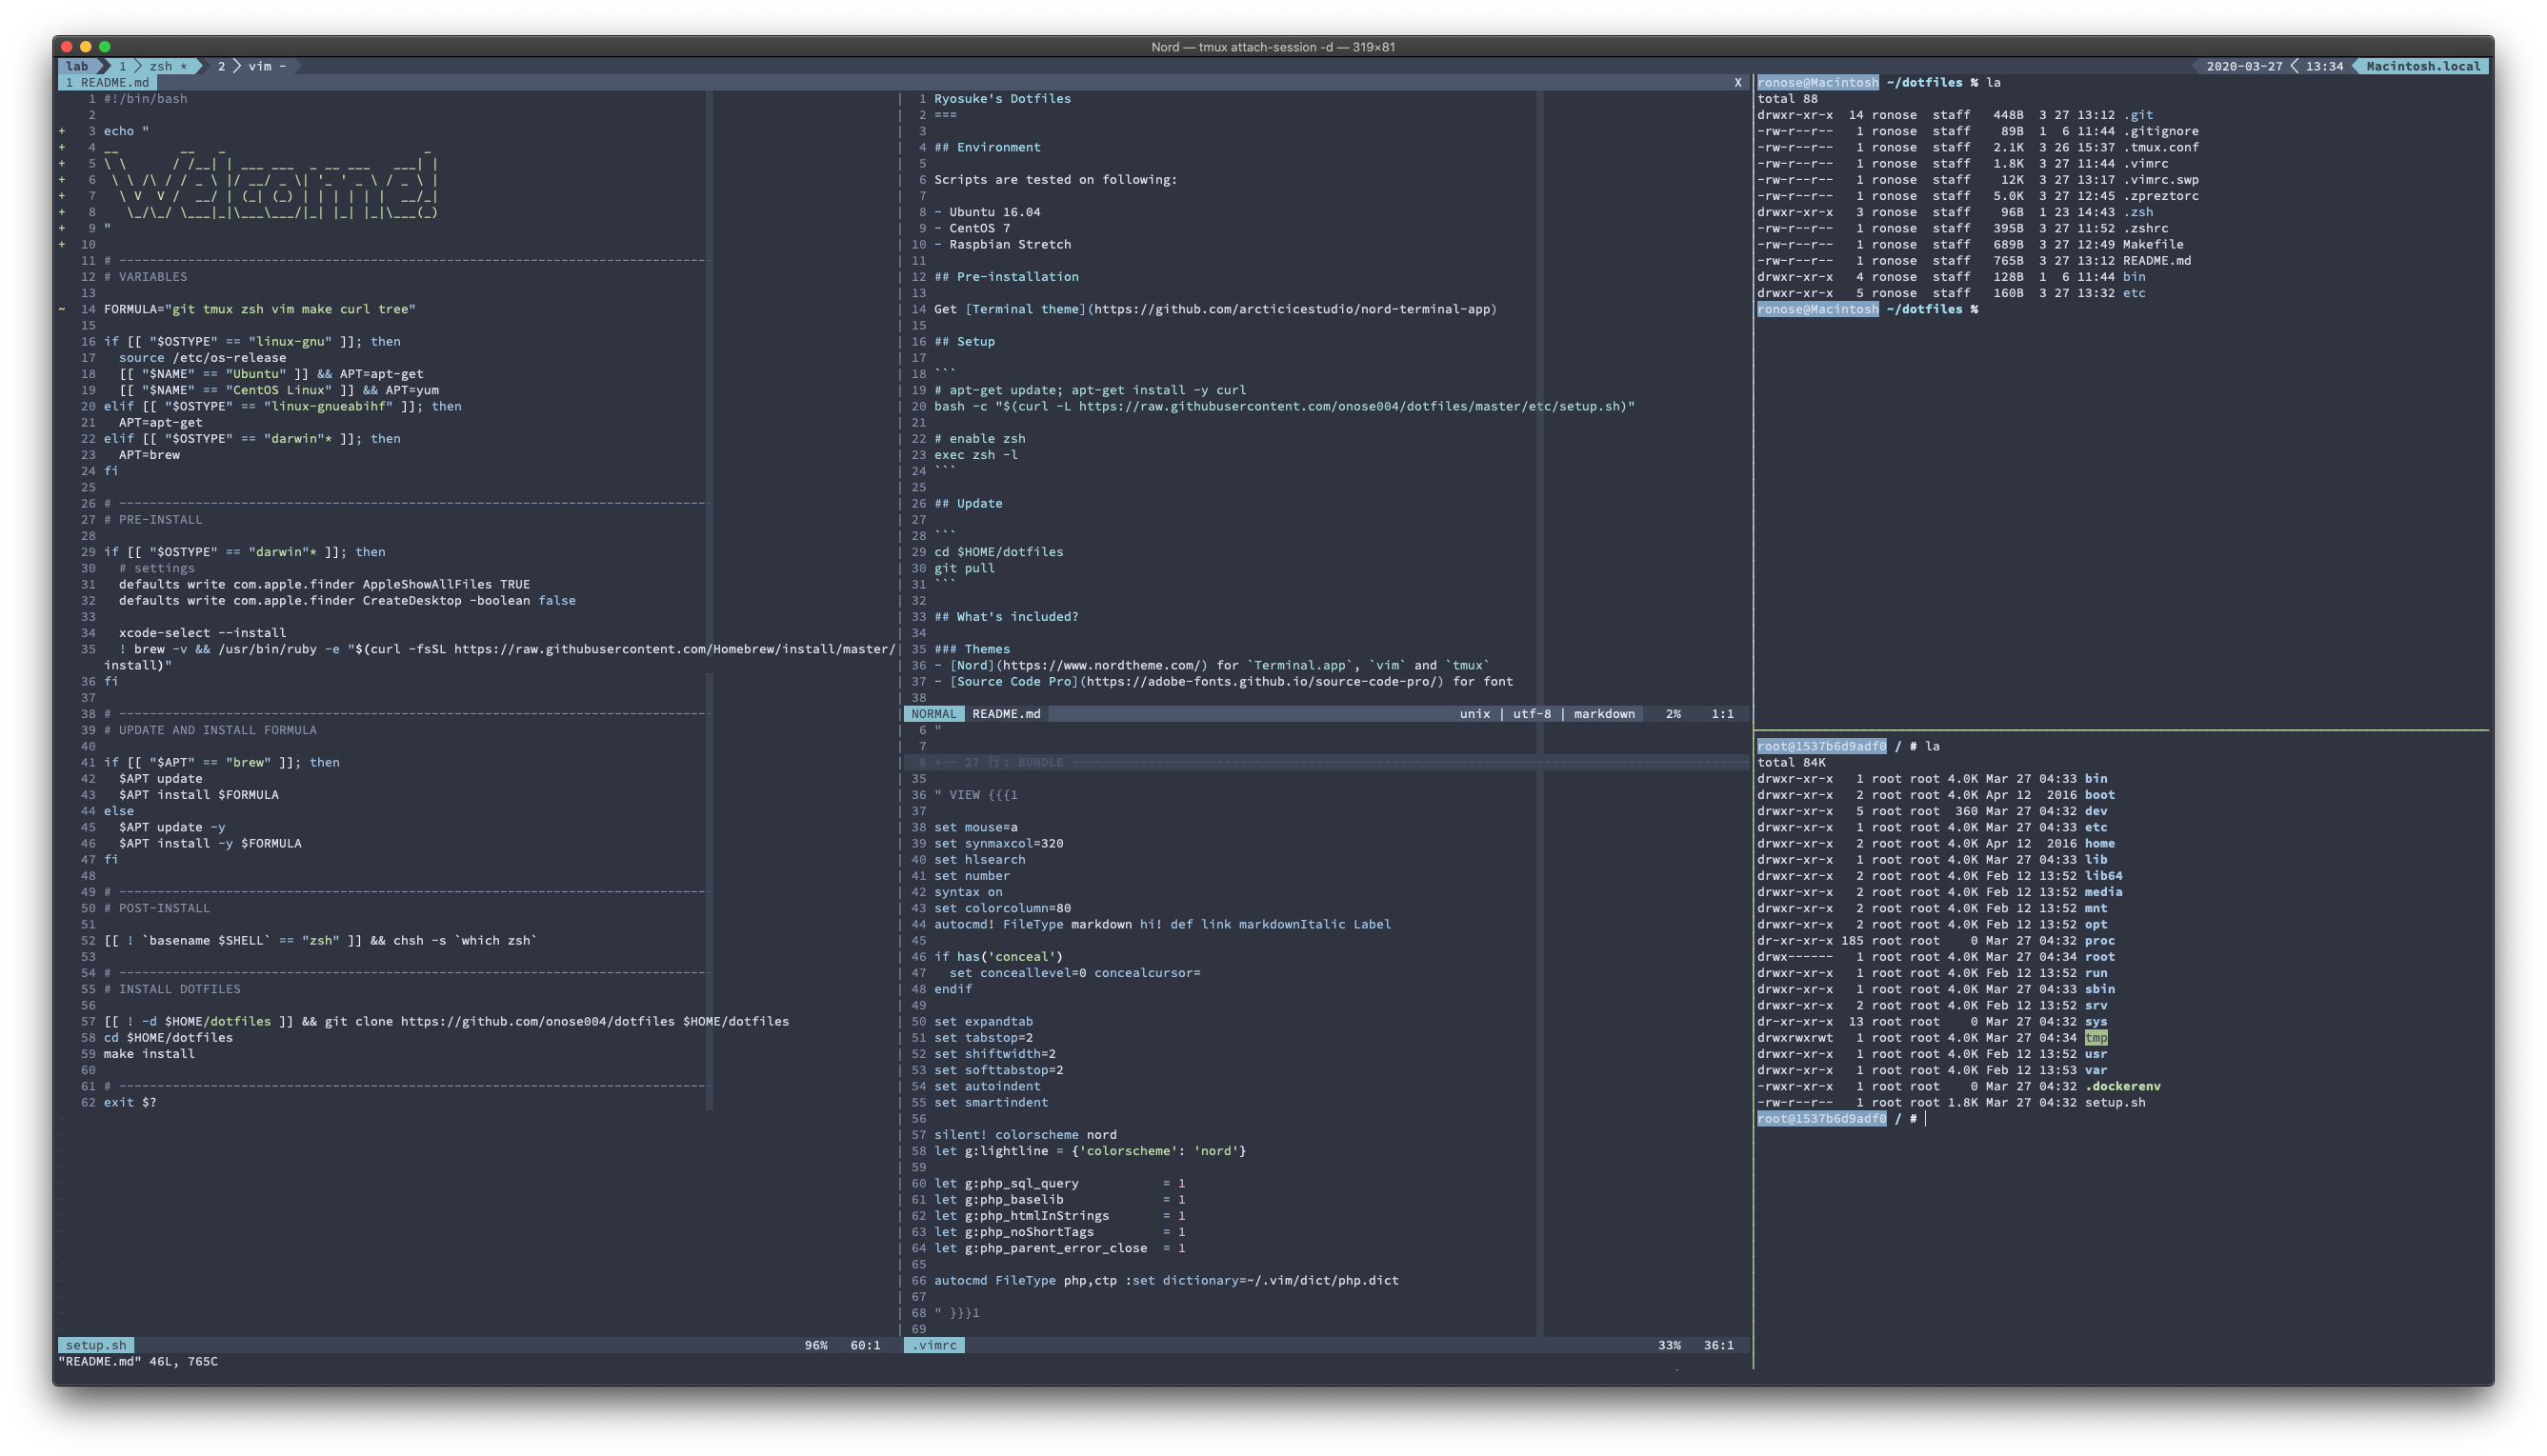 Nord — tmux attach-session -d — 319×81
lab 1 zsh * 2 vim - 2020-03-27 13:34 Macintosh.local
1 README.md X
1 #!/bin/bash
2
+ 3 echo "
+ 4 __        __   _                          _
+ 5 \ \      / /__| | ___ ___  _ __ ___   ___| |
+ 6  \ \ /\ / / _ \ |/ __/ _ \| '_ ` _ \ / _ \ |
+ 7   \ V  V /  __/ | (_| (_) | | | | | |  __/_|
+ 8    \_/\_/ \___|_|\___\___/|_| |_| |_|\___(_)
+ 9 "
+ 10
11 # ------------------------------------------------------------------------------
12 # VARIABLES
13
~ 14 FORMULA="git tmux zsh vim make curl tree"
15
16 if [[ "$OSTYPE" == "linux-gnu" ]]; then
17   source /etc/os-release
18   [[ "$NAME" == "Ubuntu" ]] && APT=apt-get
19   [[ "$NAME" == "CentOS Linux" ]] && APT=yum
20 elif [[ "$OSTYPE" == "linux-gnueabihf" ]]; then
21   APT=apt-get
22 elif [[ "$OSTYPE" == "darwin"* ]]; then
23   APT=brew
24 fi
25
26 # ------------------------------------------------------------------------------
27 # PRE-INSTALL
28
29 if [[ "$OSTYPE" == "darwin"* ]]; then
30   # settings
31   defaults write com.apple.finder AppleShowAllFiles TRUE
32   defaults write com.apple.finder CreateDesktop -boolean false
33
34   xcode-select --install
35   ! brew -v && /usr/bin/ruby -e "$(curl -fsSL https://raw.githubusercontent.com/Homebrew/install/master/
install)"
36 fi
37
38 # ------------------------------------------------------------------------------
39 # UPDATE AND INSTALL FORMULA
40
41 if [[ "$APT" == "brew" ]]; then
42   $APT update
43   $APT install $FORMULA
44 else
45   $APT update -y
46   $APT install -y $FORMULA
47 fi
48
49 # ------------------------------------------------------------------------------
50 # POST-INSTALL
51
52 [[ ! `basename $SHELL` == "zsh" ]] && chsh -s `which zsh`
53
54 # ------------------------------------------------------------------------------
55 # INSTALL DOTFILES
56
57 [[ ! -d $HOME/dotfiles ]] && git clone https://github.com/onose004/dotfiles $HOME/dotfiles
58 cd $HOME/dotfiles
59 make install
60
61 # ------------------------------------------------------------------------------
62 exit $?
setup.sh 96% 60:1
"README.md" 46L, 765C
1 Ryosuke's Dotfiles
2 ===
3
4 ## Environment
5
6 Scripts are tested on following:
7
8 - Ubuntu 16.04
9 - CentOS 7
10 - Raspbian Stretch
11
12 ## Pre-installation
13
14 Get [Terminal theme](https://github.com/arcticicestudio/nord-terminal-app)
15
16 ## Setup
17
18 ```
19 # apt-get update; apt-get install -y curl
20 bash -c "$(curl -L https://raw.githubusercontent.com/onose004/dotfiles/master/etc/setup.sh)"
21
22 # enable zsh
23 exec zsh -l
24 ```
25
26 ## Update
27
28 ```
29 cd $HOME/dotfiles
30 git pull
31 ```
32
33 ## What's included?
34
35 ### Themes
36 - [Nord](https://www.nordtheme.com/) for `Terminal.app`, `vim` and `tmux`
37 - [Source Code Pro](https://adobe-fonts.github.io/source-code-pro/) for font
38
NORMAL README.md unix | utf-8 | markdown 2% 1:1
6 "
7
8 +-- 27 行: BUNDLE ------------------------------------------------------------
35
36 " VIEW {{{1
37
38 set mouse=a
39 set synmaxcol=320
40 set hlsearch
41 set number
42 syntax on
43 set colorcolumn=80
44 autocmd! FileType markdown hi! def link markdownItalic Label
45
46 if has('conceal')
47   set conceallevel=0 concealcursor=
48 endif
49
50 set expandtab
51 set tabstop=2
52 set shiftwidth=2
53 set softtabstop=2
54 set autoindent
55 set smartindent
56
57 silent! colorscheme nord
58 let g:lightline = {'colorscheme': 'nord'}
59
60 let g:php_sql_query           = 1
61 let g:php_baselib             = 1
62 let g:php_htmlInStrings       = 1
63 let g:php_noShortTags         = 1
64 let g:php_parent_error_close  = 1
65
66 autocmd FileType php,ctp :set dictionary=~/.vim/dict/php.dict
67
68 " }}}1
69
.vimrc 33% 36:1
ronose@Macintosh ~/dotfiles % la
total 88
drwxr-xr-x  14 ronose  staff   448B  3 27 13:12 .git
-rw-r--r--   1 ronose  staff    89B  1  6 11:44 .gitignore
-rw-r--r--   1 ronose  staff   2.1K  3 26 15:37 .tmux.conf
-rw-r--r--   1 ronose  staff   1.8K  3 27 11:44 .vimrc
-rw-r--r--   1 ronose  staff    12K  3 27 13:17 .vimrc.swp
-rw-r--r--   1 ronose  staff   5.0K  3 27 12:45 .zpreztorc
drwxr-xr-x   3 ronose  staff    96B  1 23 14:43 .zsh
-rw-r--r--   1 ronose  staff   395B  3 27 11:52 .zshrc
-rw-r--r--   1 ronose  staff   689B  3 27 12:49 Makefile
-rw-r--r--   1 ronose  staff   765B  3 27 13:12 README.md
drwxr-xr-x   4 ronose  staff   128B  1  6 11:44 bin
drwxr-xr-x   5 ronose  staff   160B  3 27 13:32 etc
ronose@Macintosh ~/dotfiles %
root@1537b6d9adf0 / # la
total 84K
drwxr-xr-x   1 root root 4.0K Mar 27 04:33 bin
drwxr-xr-x   2 root root 4.0K Apr 12  2016 boot
drwxr-xr-x   5 root root  360 Mar 27 04:32 dev
drwxr-xr-x   1 root root 4.0K Mar 27 04:33 etc
drwxr-xr-x   2 root root 4.0K Apr 12  2016 home
drwxr-xr-x   1 root root 4.0K Mar 27 04:33 lib
drwxr-xr-x   2 root root 4.0K Feb 12 13:52 lib64
drwxr-xr-x   2 root root 4.0K Feb 12 13:52 media
drwxr-xr-x   2 root root 4.0K Feb 12 13:52 mnt
drwxr-xr-x   2 root root 4.0K Feb 12 13:52 opt
dr-xr-xr-x 185 root root    0 Mar 27 04:32 proc
drwx------   1 root root 4.0K Mar 27 04:34 root
drwxr-xr-x   1 root root 4.0K Feb 12 13:52 run
drwxr-xr-x   1 root root 4.0K Mar 27 04:33 sbin
drwxr-xr-x   2 root root 4.0K Feb 12 13:52 srv
dr-xr-xr-x  13 root root    0 Mar 27 04:32 sys
drwxrwxrwt   1 root root 4.0K Mar 27 04:34 tmp
drwxr-xr-x   1 root root 4.0K Feb 12 13:52 usr
drwxr-xr-x   1 root root 4.0K Feb 12 13:53 var
-rwxr-xr-x   1 root root    0 Mar 27 04:32 .dockerenv
-rw-r--r--   1 root root 1.8K Mar 27 04:32 setup.sh
root@1537b6d9adf0 / #